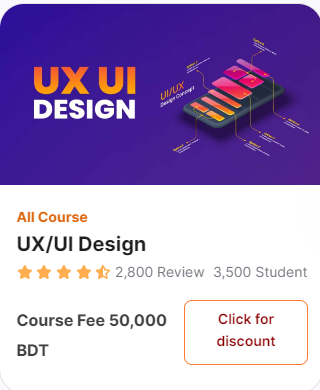 UX UI
DESIGN
UI/UX
Design Concept
All Course
UX/UI Design
2,800 Review 3,500 Student
Course Fee 50,000
BDT
Click for
discount